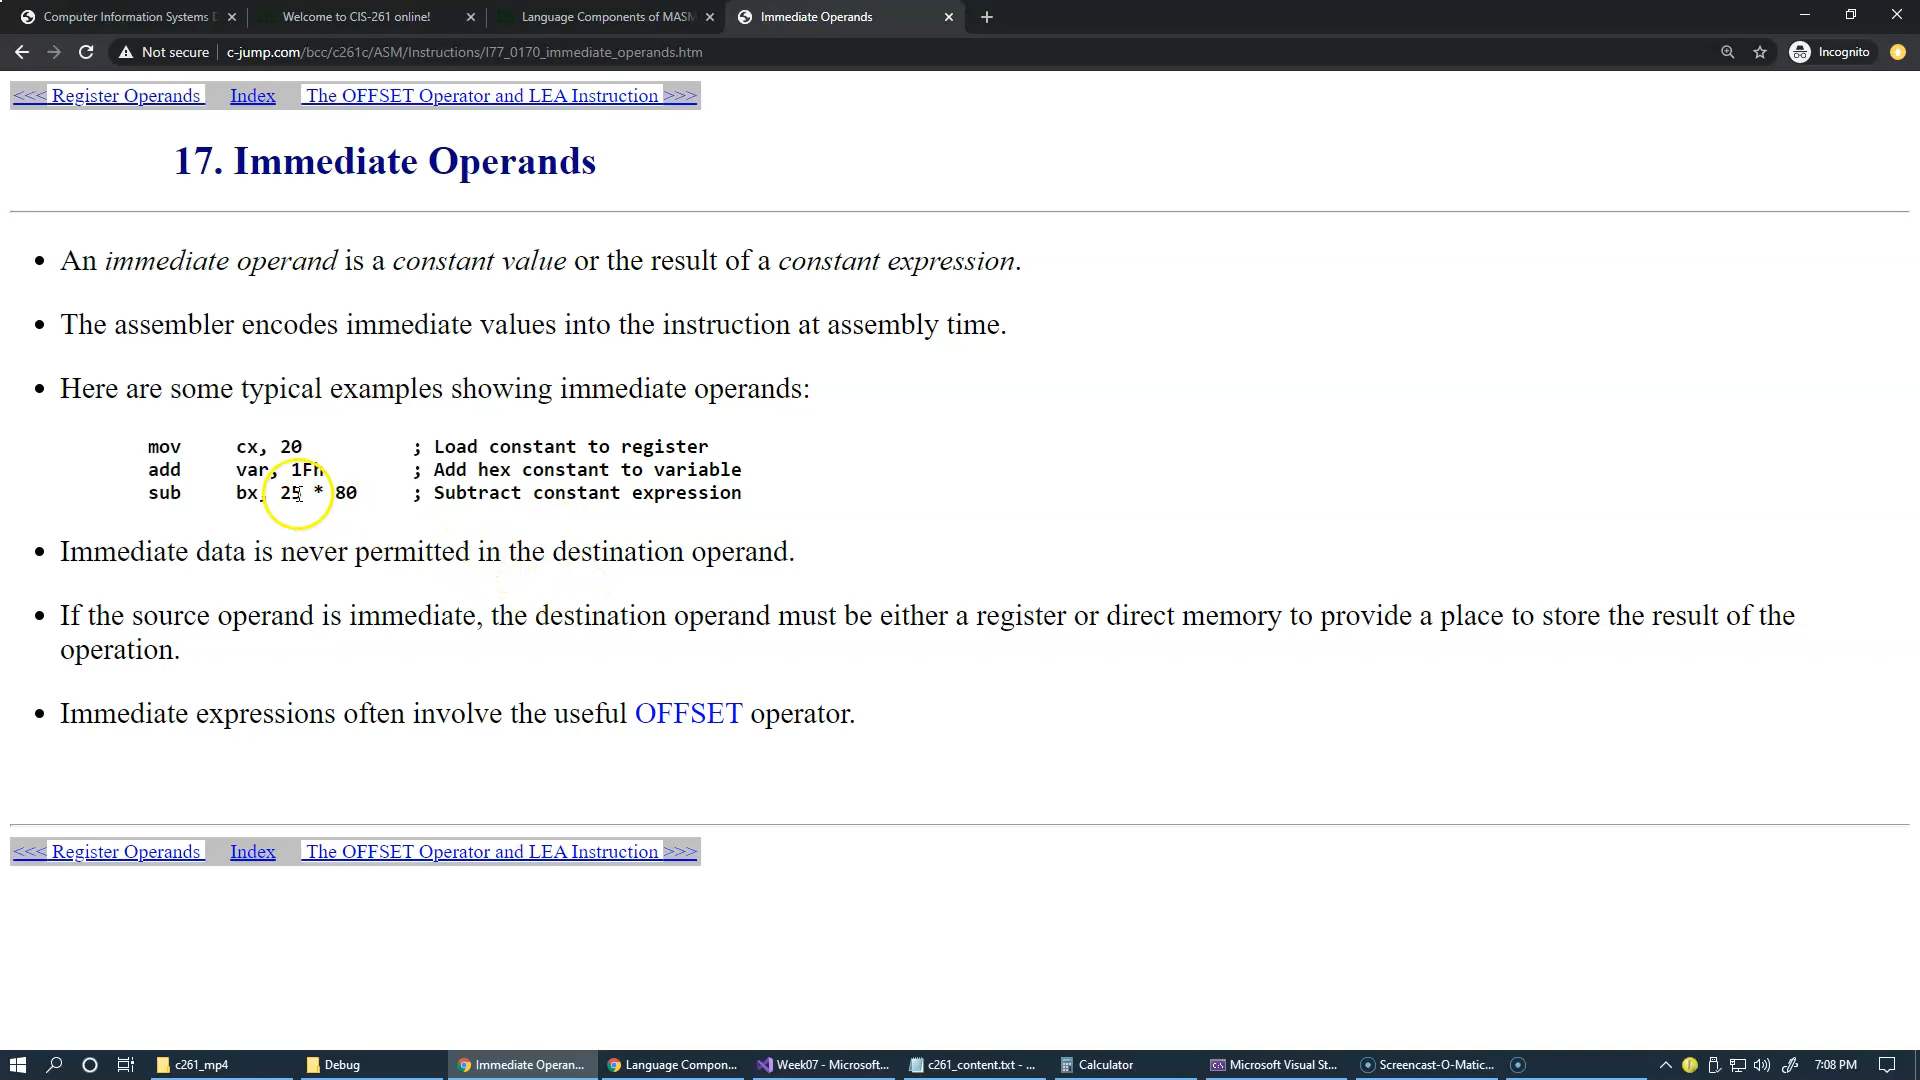 Computer Information Systems D
Welcome to CIS-261 online!
Language Components of MASM
Immediate Operands
Not secure
c-jump.com/bcc/c261c/ASM/Instructions/I77_0170_immediate_operands.htm
Incognito
<<< Register Operands Index The OFFSET Operator and LEA Instruction >>>
17. Immediate Operands
• An immediate operand is a constant value or the result of a constant expression.
• The assembler encodes immediate values into the instruction at assembly time.
• Here are some typical examples showing immediate operands:
mov cx, 20 ; Load constant to register
add var, 1Fh ; Add hex constant to variable
sub bx, 25 * 80 ; Subtract constant expression
• Immediate data is never permitted in the destination operand.
• If the source operand is immediate, the destination operand must be either a register or direct memory to provide a place to store the result of the
operation.
• Immediate expressions often involve the useful OFFSET operator.
<<< Register Operands Index The OFFSET Operator and LEA Instruction >>>
c261_mp4
Debug
Immediate Operan...
Language Compon...
Week07 - Microsoft...
c261_content.txt - ...
Calculator
Microsoft Visual St...
Screencast-O-Matic...
7:08 PM